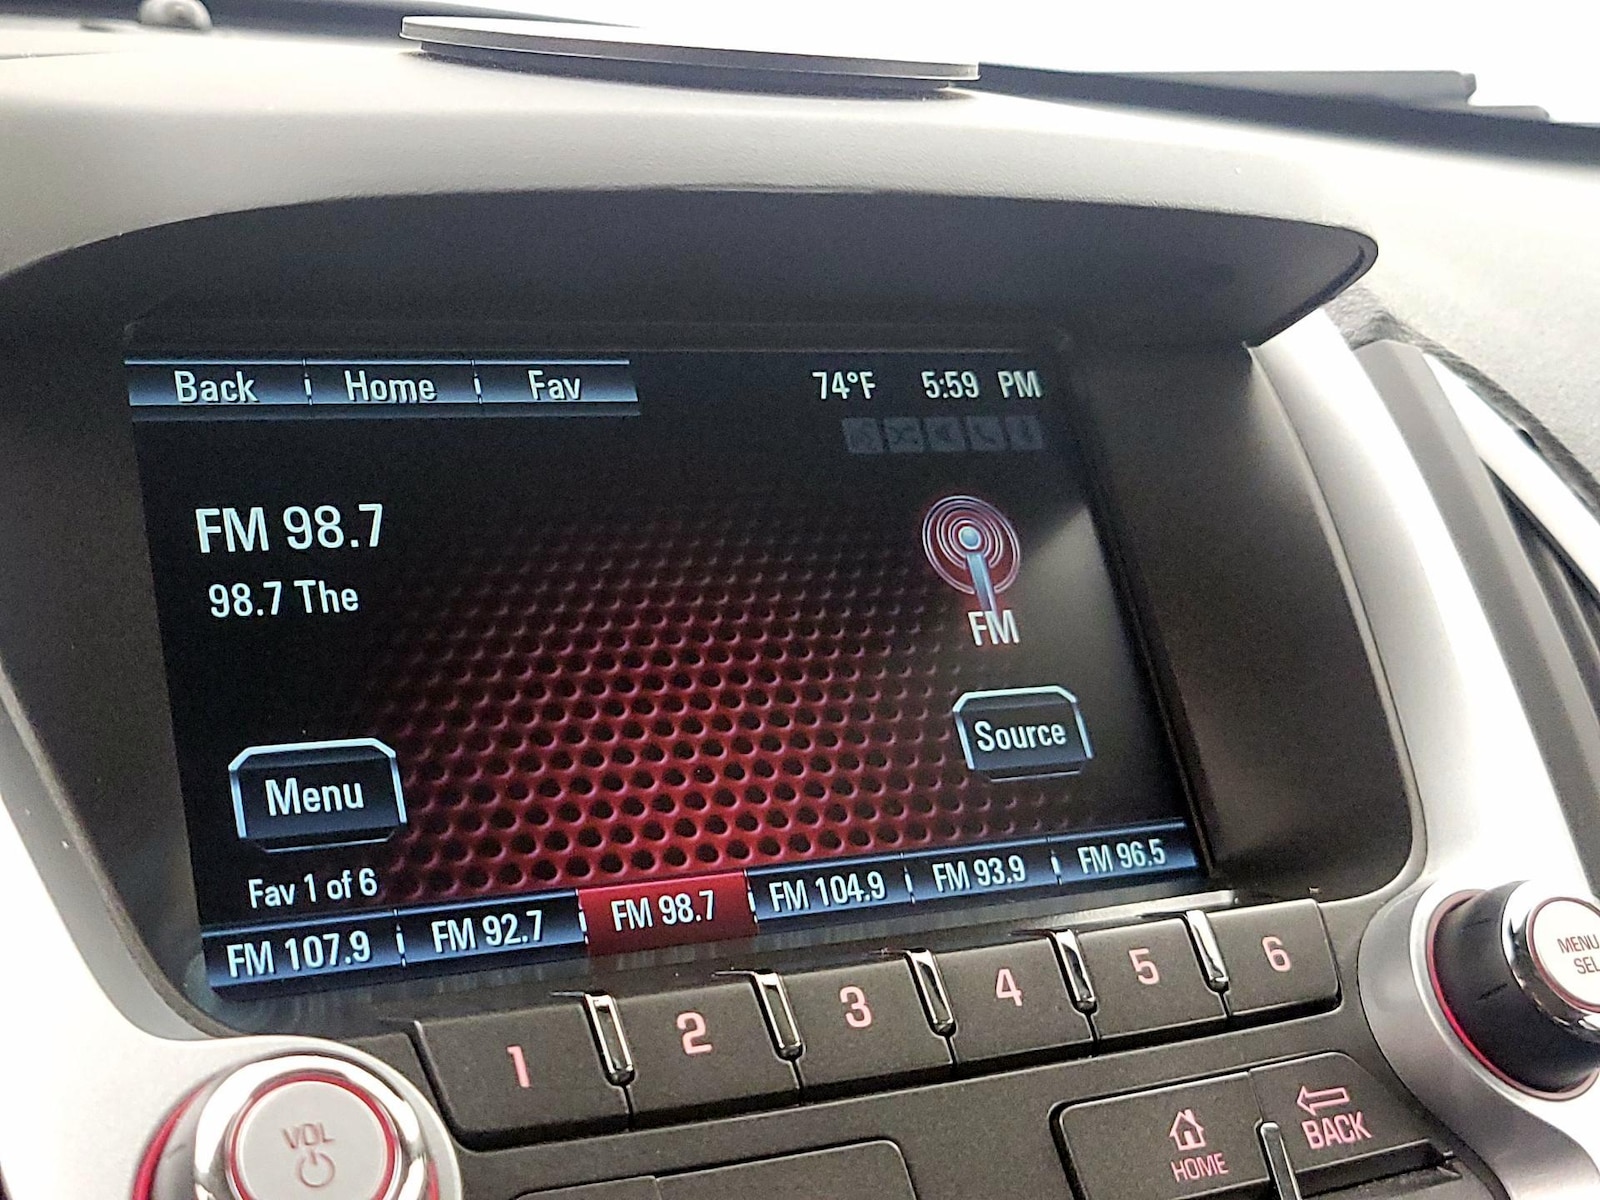 Back Home Fav 74°F 5:59 PM
FM 98.7
98.7 The
FM
Source
Menu
Fav 1 of 6
FM 107.9 FM 92.7 FM 98.7 FM 104.9 FM 93.9 FM 96.5
1 2 3 4 5 6
MENU
SEL
VOL
HOME
BACK